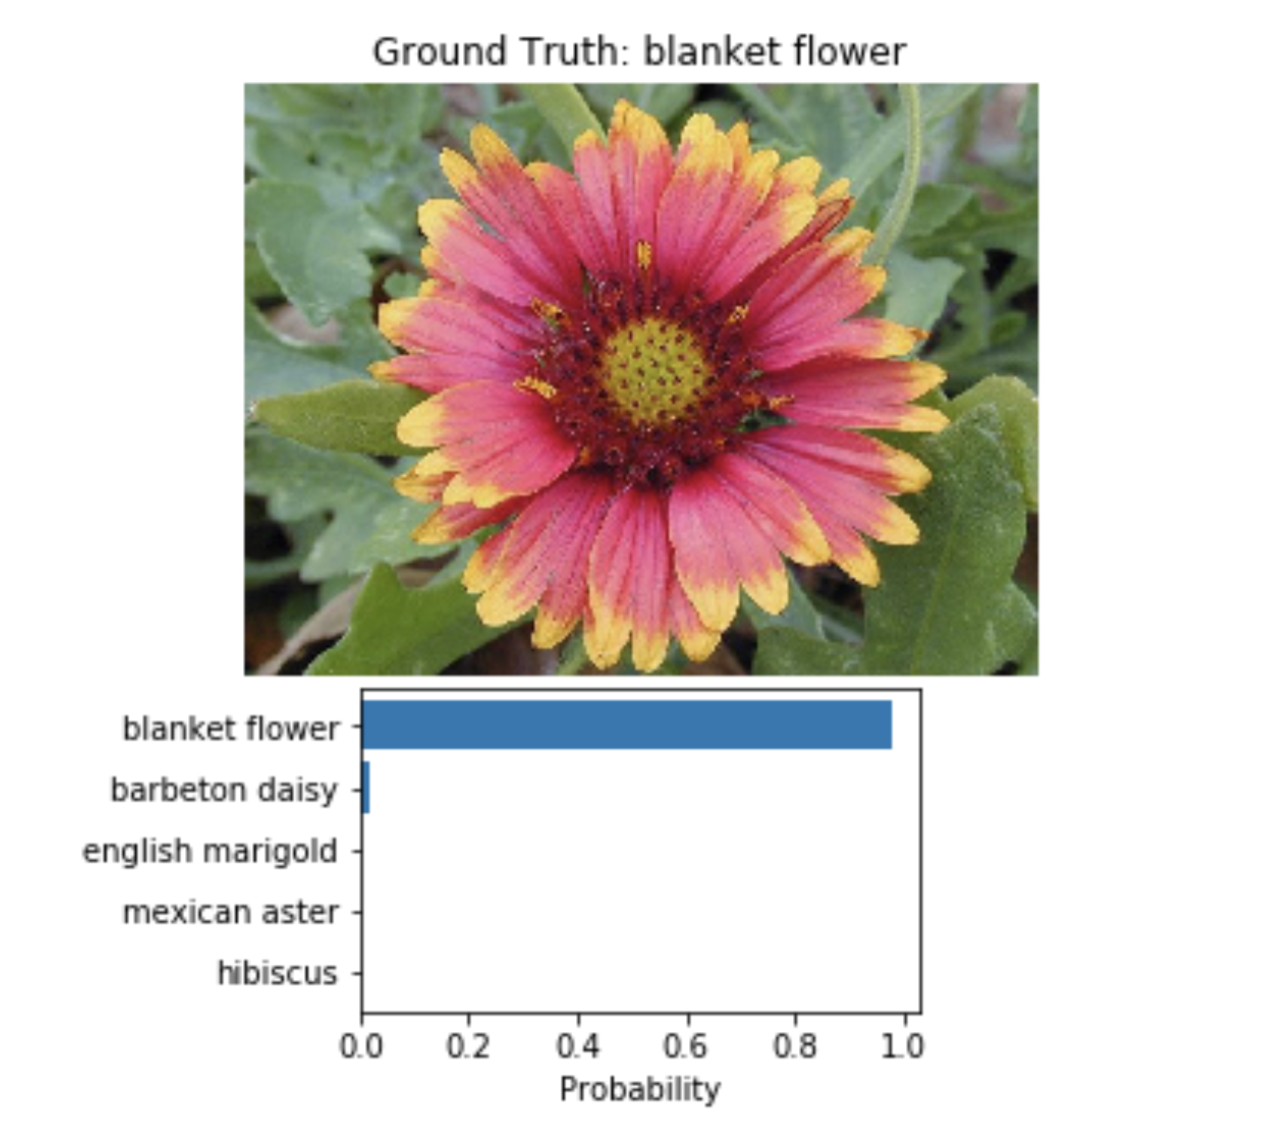 Ground Truth: blanket flower
blanket flower
barbeton daisy
english marigold
mexican aster
hibiscus
0.0 0.2 0.4 0.6 0.8 1.0
Probability